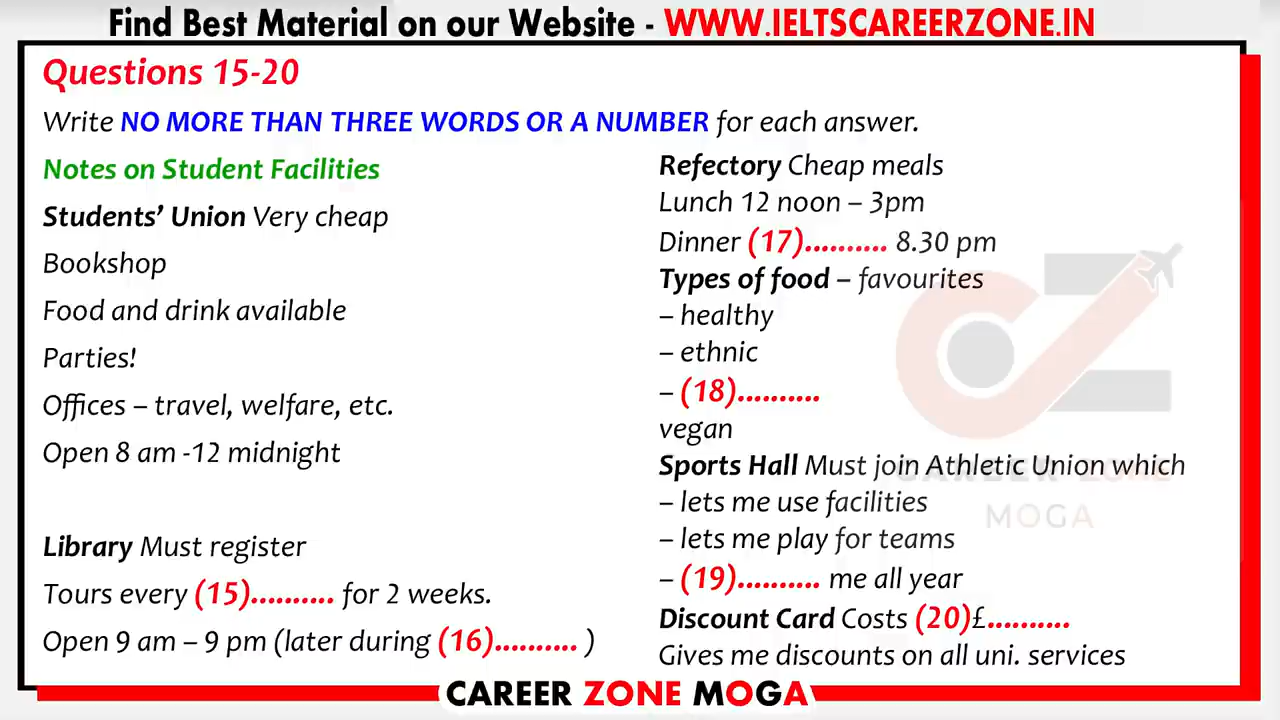 Find Best Material on our Website - WWW.IELTSCAREERZONE.IN
Questions 15-20
Write NO MORE THAN THREE WORDS OR A NUMBER for each answer.
Notes on Student Facilities
Students' Union Very cheap
Bookshop
Food and drink available
Parties!
Offices – travel, welfare, etc.
Open 8 am -12 midnight
Library Must register
Tours every (15).......... for 2 weeks.
Open 9 am – 9 pm (later during (16).......... )
Refectory Cheap meals
Lunch 12 noon – 3pm
Dinner (17).......... 8.30 pm
Types of food – favourites
– healthy
– ethnic
– (18)..........
vegan
Sports Hall Must join Athletic Union which
– lets me use facilities
– lets me play for teams
– (19).......... me all year
Discount Card Costs (20)£..........
Gives me discounts on all uni. services
CAREER ZONE
MOGA
CAREER ZONE MOGA